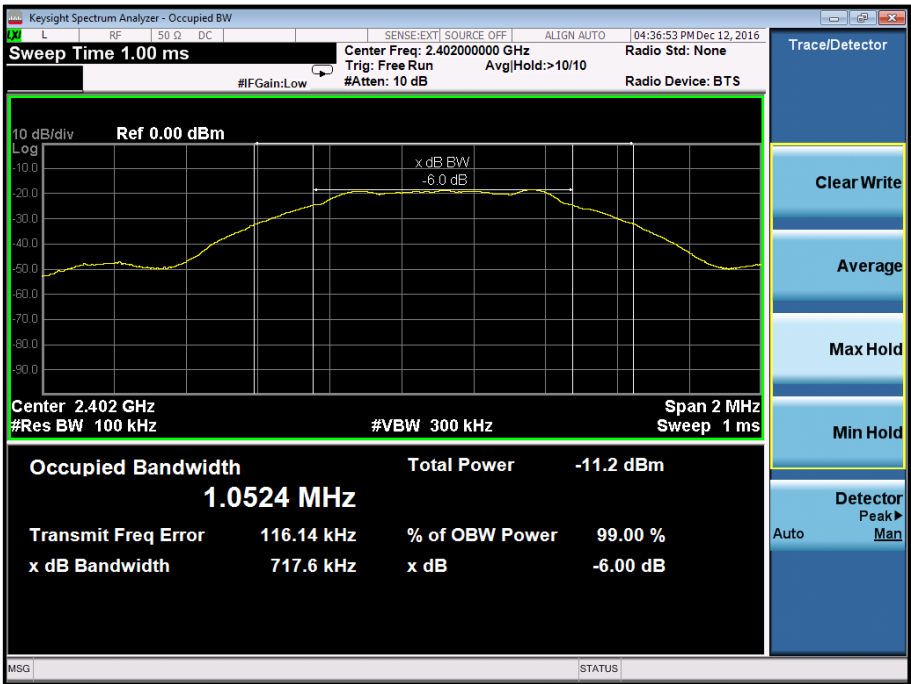 Keysight Spectrum Analyzer - Occupied BW
LXI L RF 50 Ω DC SENSE:EXT SOURCE OFF ALIGN AUTO 04:36:53 PM Dec 12, 2016
Sweep Time 1.00 ms
Center Freq: 2.402000000 GHz
Radio Std: None
Trig: Free Run Avg|Hold:>10/10
#IFGain:Low
#Atten: 10 dB
Radio Device: BTS
10 dB/div Ref 0.00 dBm
Log
-10.0
-20.0
-30.0
-40.0
-50.0
-60.0
-70.0
-80.0
-90.0
x dB BW
-6.0 dB
Center 2.402 GHz Span 2 MHz
#Res BW 100 kHz #VBW 300 kHz Sweep 1 ms
Occupied Bandwidth Total Power -11.2 dBm
1.0524 MHz
Transmit Freq Error 116.14 kHz % of OBW Power 99.00 %
x dB Bandwidth 717.6 kHz x dB -6.00 dB
MSG STATUS
Trace/Detector
Clear Write
Average
Max Hold
Min Hold
Detector
Peak▶
Auto Man